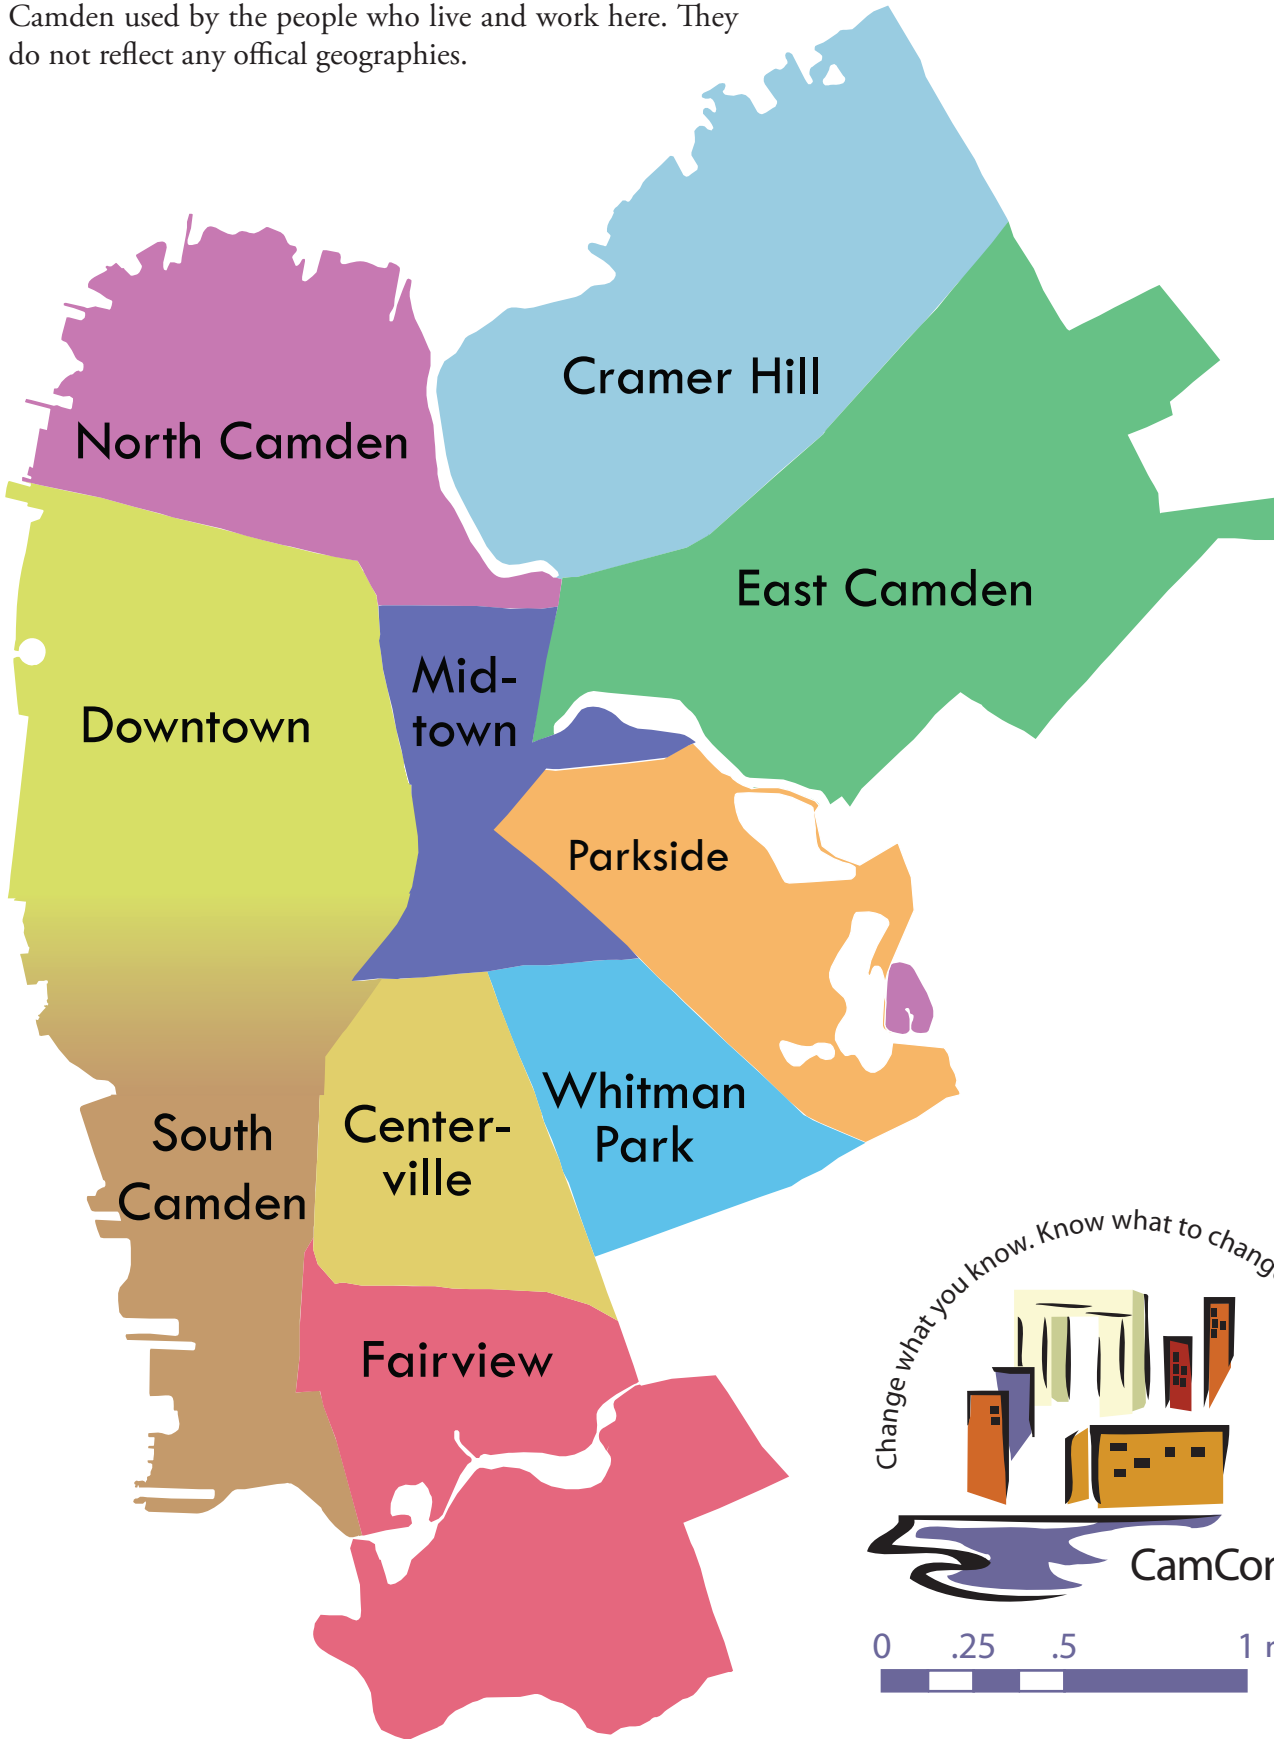 Camden used by the people who live and work here. They
do not reflect any offical geographies.
Cramer Hill
North Camden
East Camden
Mid-
town
Downtown
Parkside
Whitman
Park
Center-
ville
South
Camden
Fairview
Change what you know. Know what to chang
CamCo
0 .25 .5 1